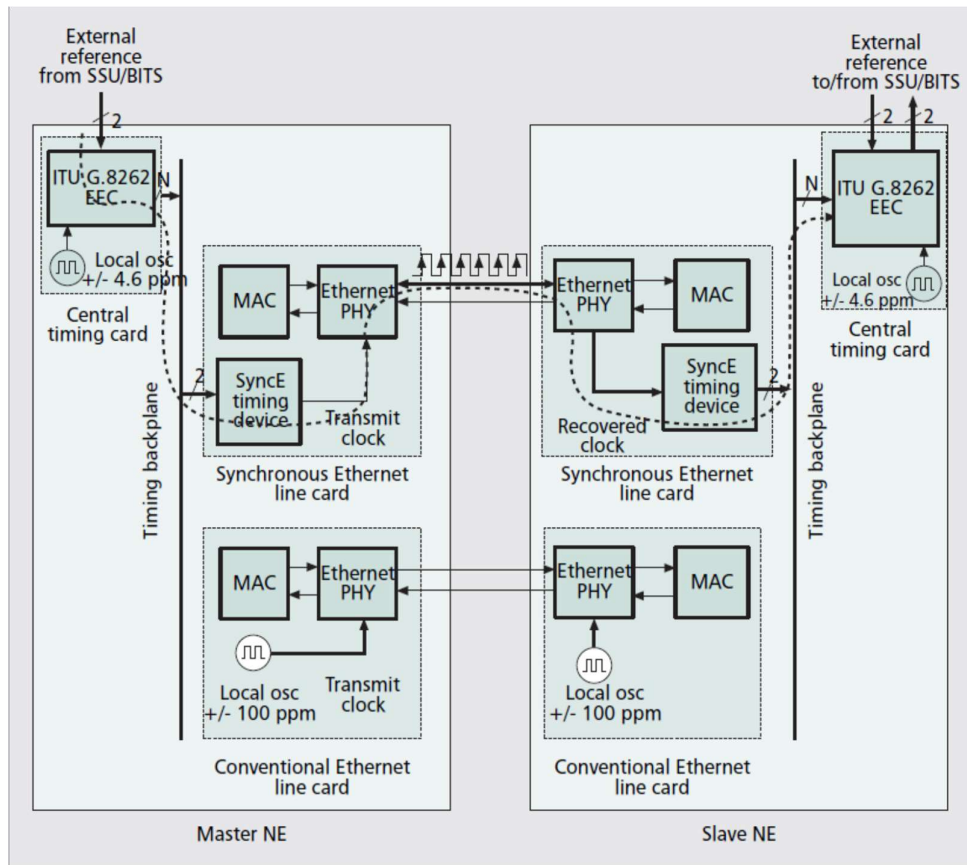 External
reference
from SSU/BITS
2
ITU G.8262
EEC
N
Local osc
+/- 4.6 ppm
Central
timing card
Timing backplane
MAC
Ethernet
PHY
2
SyncE
timing
device
Transmit
clock
Synchronous Ethernet
line card
MAC
Ethernet
PHY
Local osc
+/- 100 ppm
Transmit
clock
Conventional Ethernet
line card
Master NE
External
reference
to/from SSU/BITS
2
2
N
ITU G.8262
EEC
Local osc
+/- 4.6 ppm
Central
timing card
Ethernet
PHY
MAC
SyncE
timing
device
2
Recovered
clock
Synchronous Ethernet
line card
Timing backplane
Ethernet
PHY
MAC
Local osc
+/- 100 ppm
Conventional Ethernet
line card
Slave NE